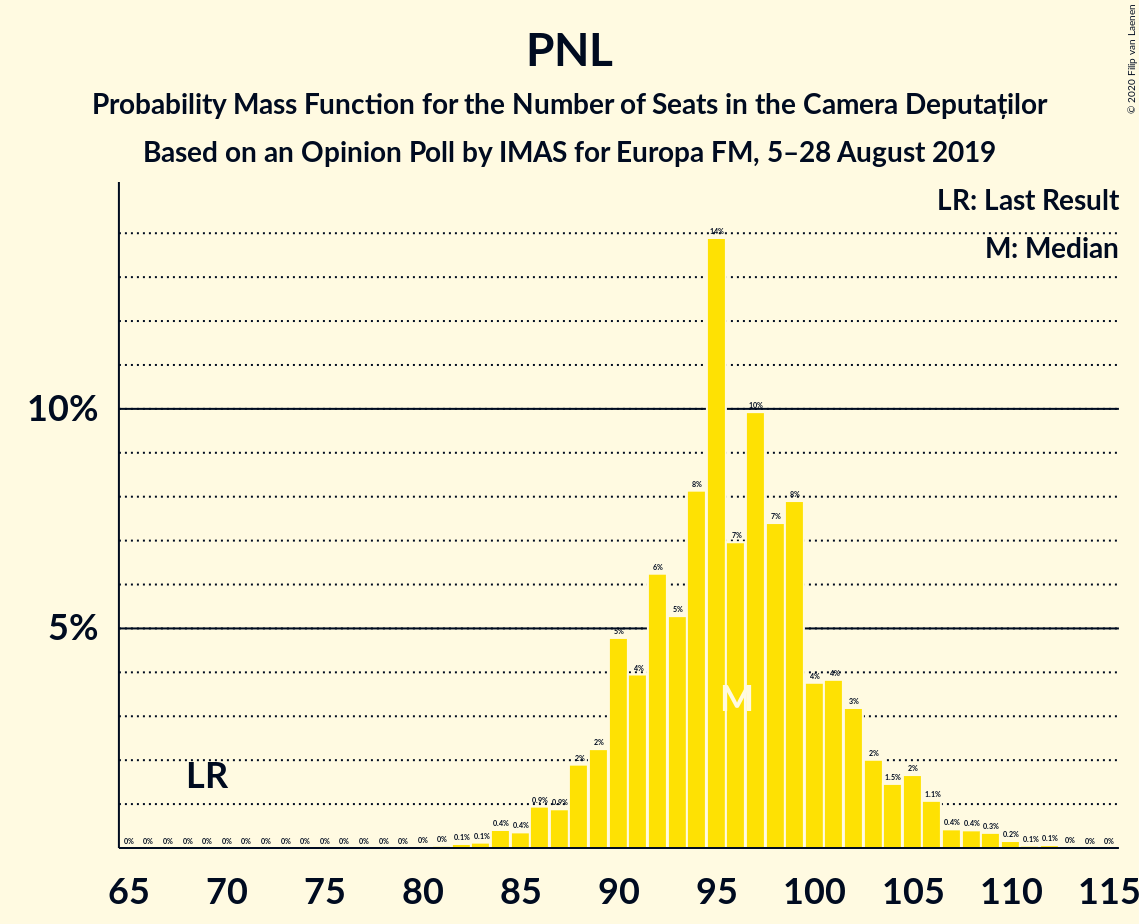 PNL
Probability Mass Function for the Number of Seats in the Camera Deputaților
Based on an Opinion Poll by IMAS for Europa FM, 5–28 August 2019
© 2020 Filip van Laenen
LR: Last Result
M: Median
10%
5%
LR
M
0% 0% 0% 0% 0% 0% 0% 0% 0% 0% 0% 0% 0% 0% 0% 0% 0% 0.1% 0.1% 0.4% 0.4% 0.9% 0.9% 2% 2% 5% 4% 6% 5% 8% 14% 7% 10% 7% 8% 4% 4% 3% 2% 1.5% 2% 1.1% 0.4% 0.4% 0.3% 0.2% 0.1% 0.1% 0% 0% 0%
65 70 75 80 85 90 95 100 105 110 115